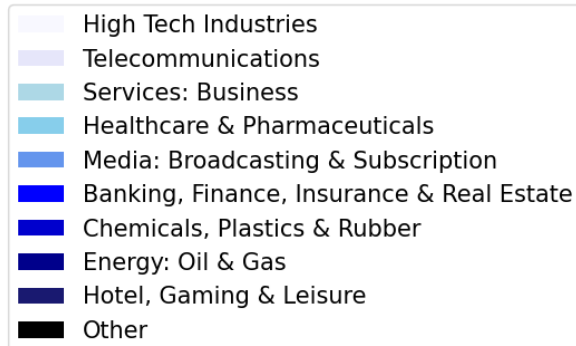 High Tech Industries
Telecommunications
Services: Business
Healthcare & Pharmaceuticals
Media: Broadcasting & Subscription
Banking, Finance, Insurance & Real Estate
Chemicals, Plastics & Rubber
Energy: Oil & Gas
Hotel, Gaming & Leisure
Other